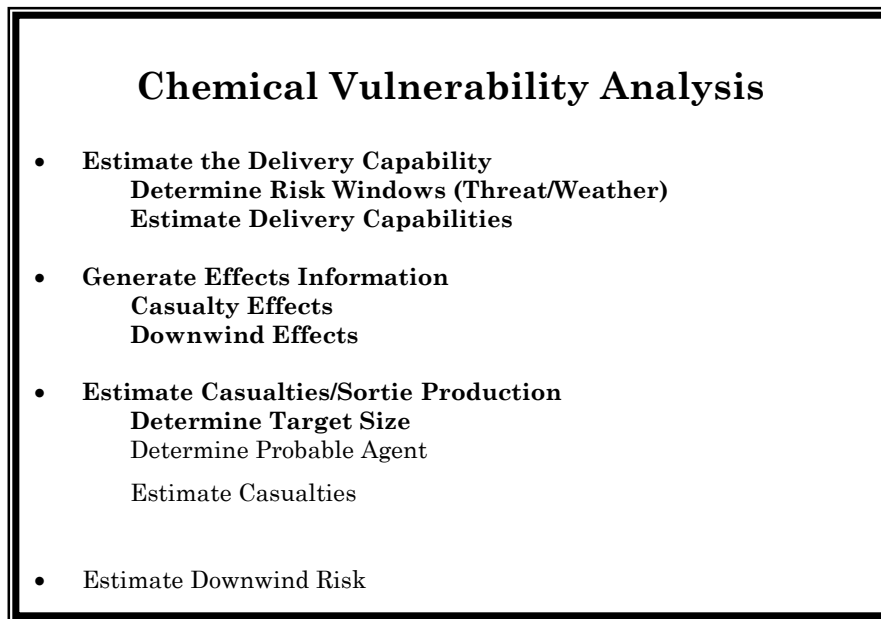 Chemical Vulnerability Analysis
• Estimate the Delivery Capability
Determine Risk Windows (Threat/Weather)
Estimate Delivery Capabilities
• Generate Effects Information
Casualty Effects
Downwind Effects
• Estimate Casualties/Sortie Production
Determine Target Size
Determine Probable Agent
Estimate Casualties
• Estimate Downwind Risk